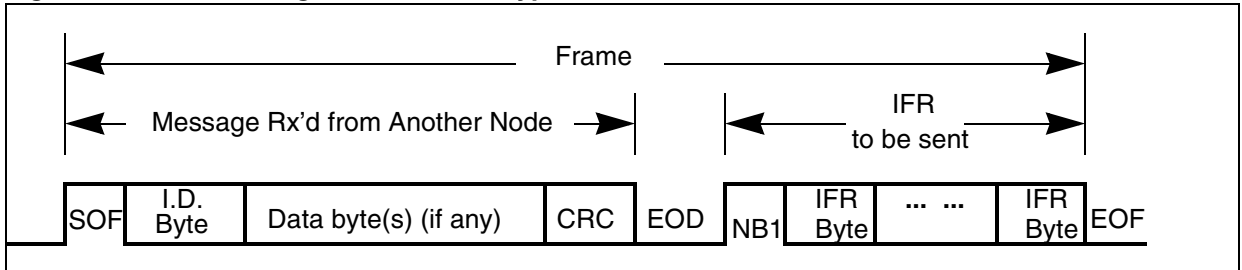 Frame
Message Rx'd from Another Node
IFR
to be sent
SOF
I.D.
Byte
Data byte(s) (if any)
CRC
EOD
NB1
IFR
Byte
... ...
IFR
Byte
EOF